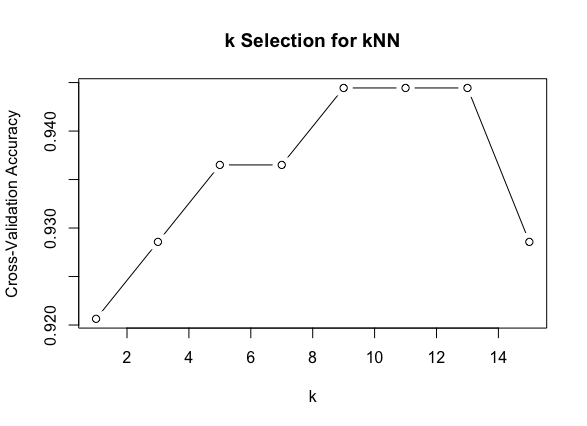 k Selection for kNN
Cross-Validation Accuracy
0.940
0.930
0.920
2 4 6 8 10 12 14
k